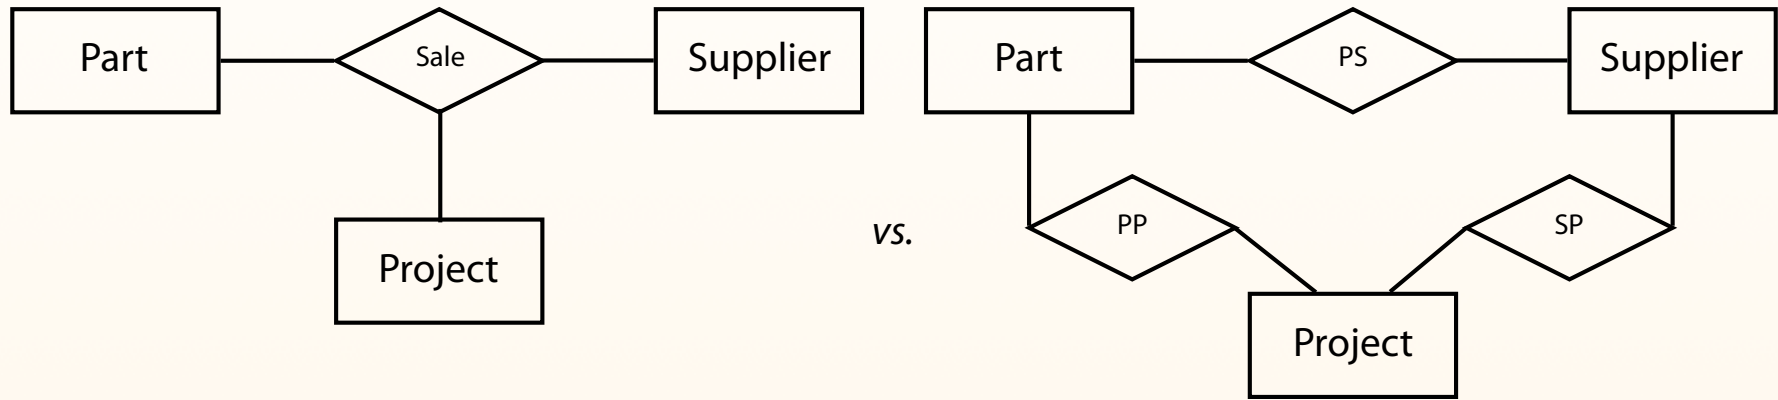 Part
Sale
Supplier
Project
vs.
Part
PS
Supplier
PP
SP
Project